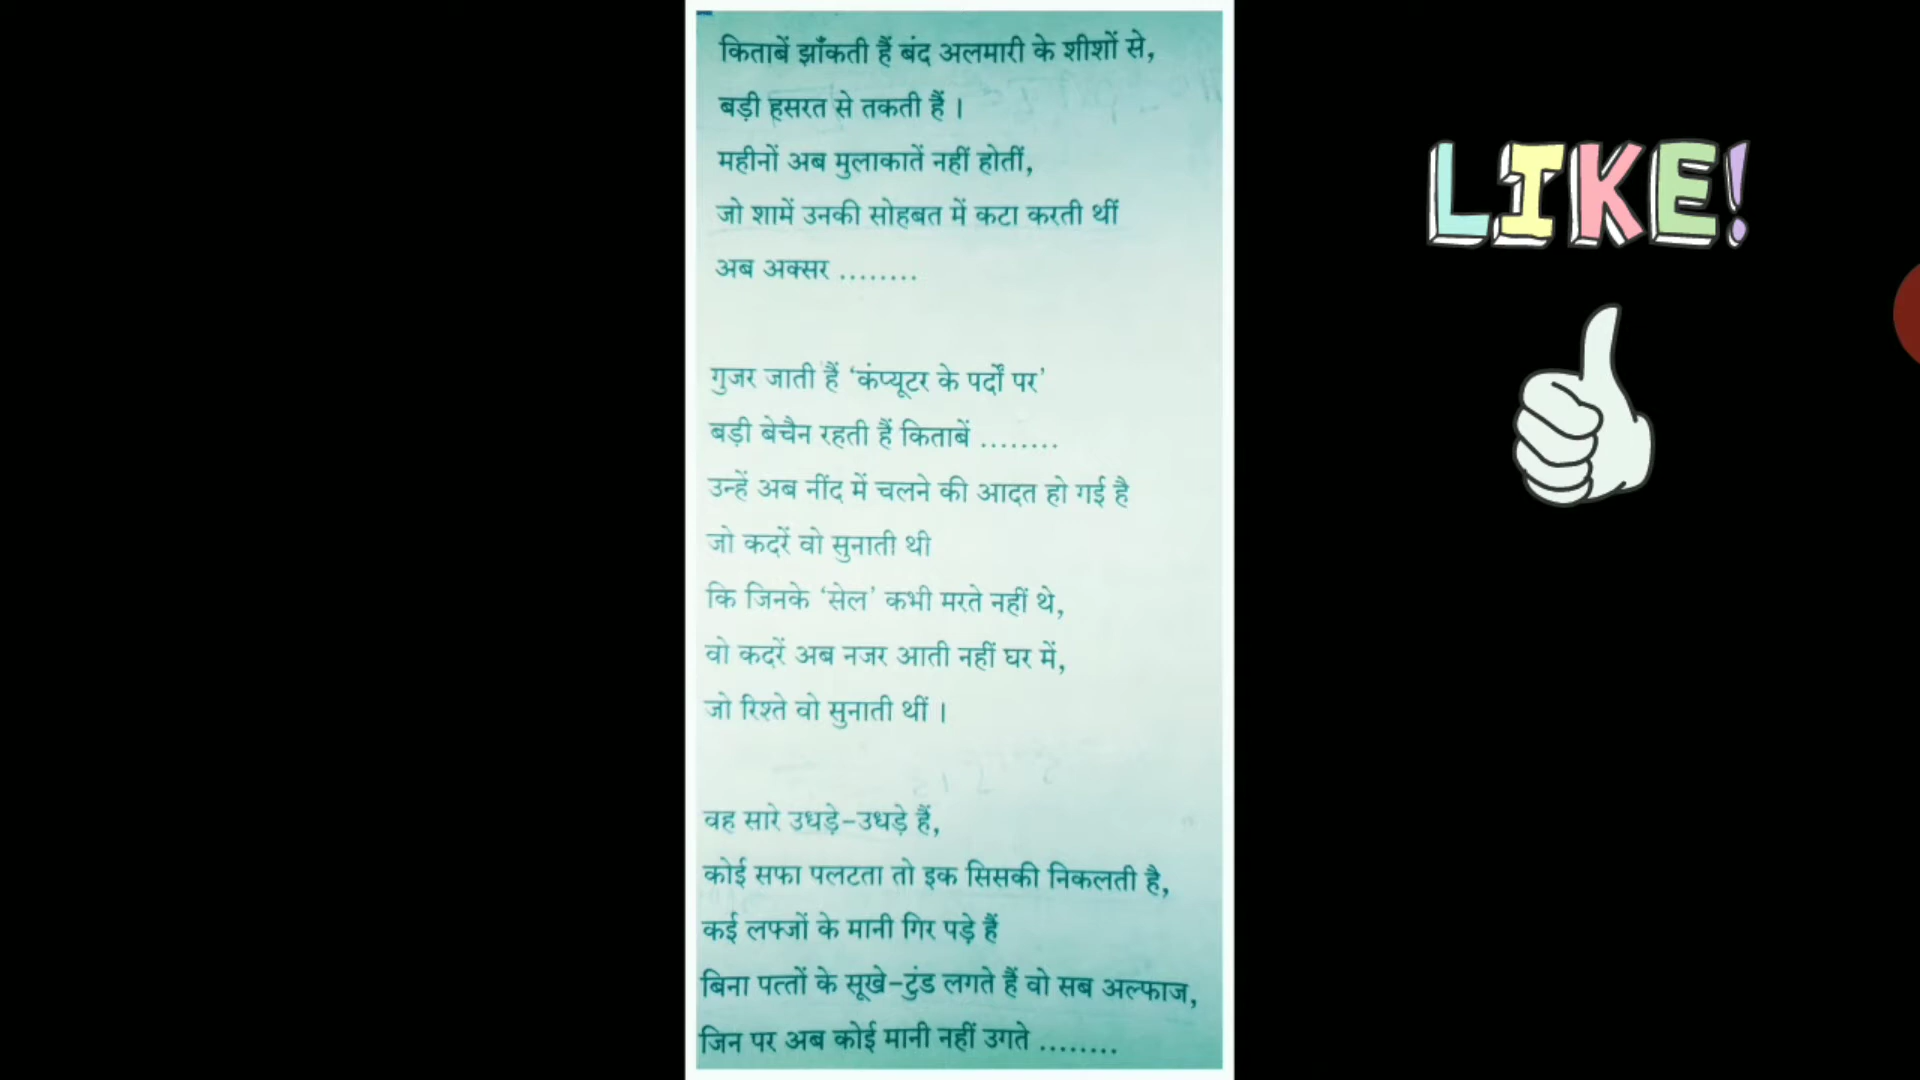 किताबें झाँकती हैं बंद अलमारी के शीशों से,
बड़ी हसरत से तकती हैं ।
महीनों अब मुलाकातें नहीं होतीं,
जो शामें उनकी सोहबत में कटा करती थीं
अब अक्सर ........
गुजर जाती हैं ‘कंप्यूटर के पर्दों पर’
बड़ी बेचैन रहती हैं किताबें ........
उन्हें अब नींद में चलने की आदत हो गई है
जो कदरें वो सुनाती थी
कि जिनके ‘सेल’ कभी मरते नहीं थे,
वो कदरें अब नजर आती नहीं घर में,
जो रिश्ते वो सुनाती थीं ।
वह सारे उधड़े-उधड़े हैं,
कोई सफा पलटता तो इक सिसकी निकलती है,
कई लफ्जों के मानी गिर पड़े हैं
बिना पत्तों के सूखे-टुंड लगते हैं वो सब अल्फाज,
जिन पर अब कोई मानी नहीं उगते ........
LIKE!